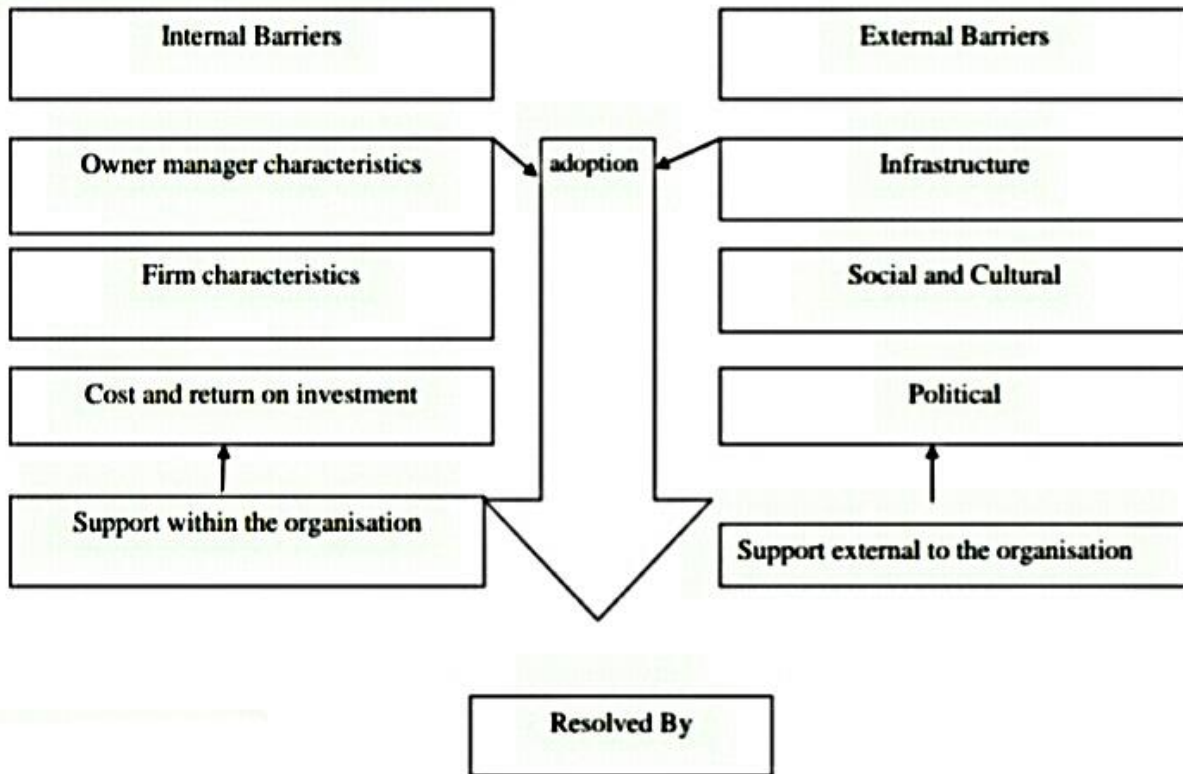 Internal Barriers
External Barriers
Owner manager characteristics
adoption
Infrastructure
Firm characteristics
Social and Cultural
Cost and return on investment
Political
Support within the organisation
Support external to the organisation
Resolved By